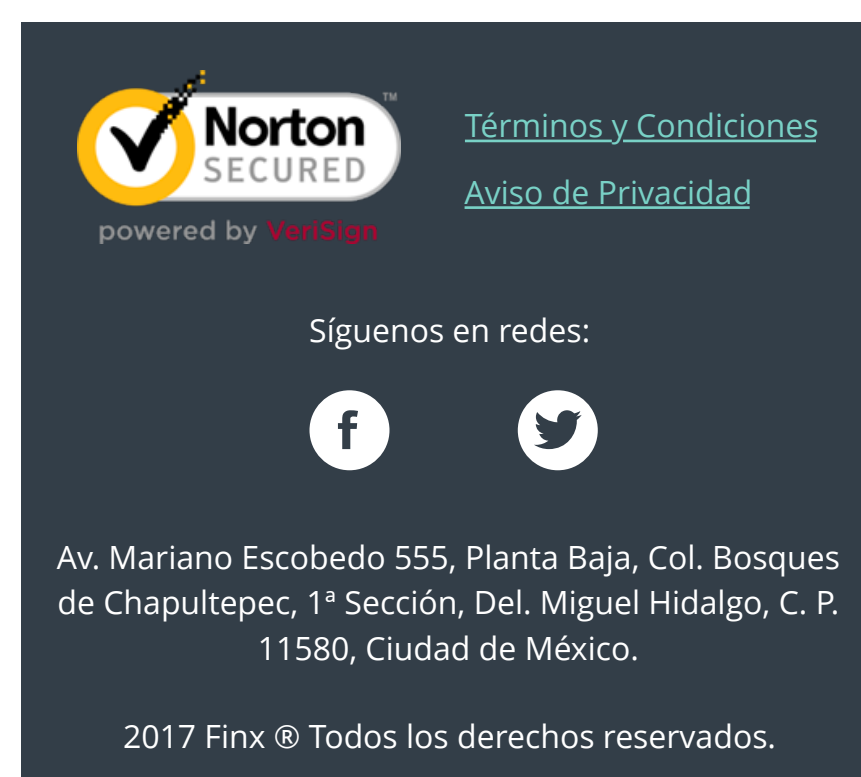 Norton™
SECURED
powered by VeriSign
Términos y Condiciones
Aviso de Privacidad
Síguenos en redes:
Av. Mariano Escobedo 555, Planta Baja, Col. Bosques
de Chapultepec, 1ª Sección, Del. Miguel Hidalgo, C. P.
11580, Ciudad de México.
2017 Finx ® Todos los derechos reservados.